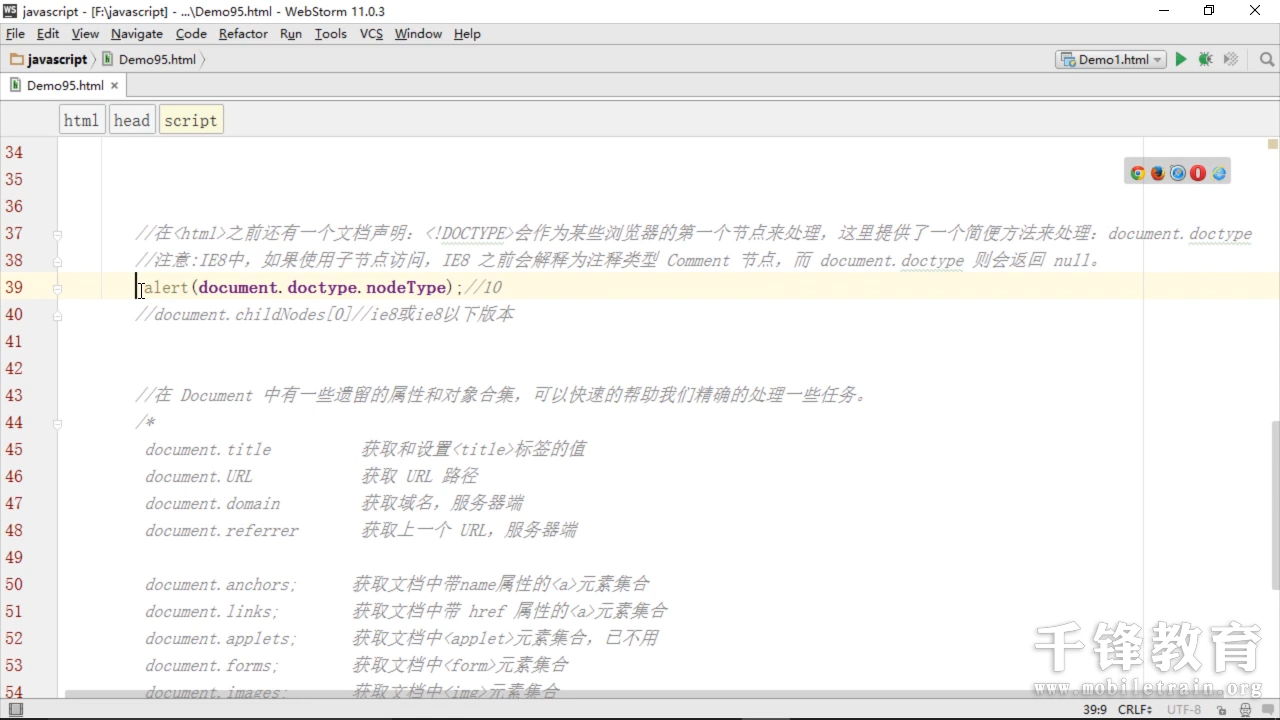 javascript - [F:\javascript] - ...\Demo95.html - WebStorm 11.0.3
File Edit View Navigate Code Refactor Run Tools VCS Window Help
javascript Demo95.html Demo1.html
Demo95.html
html head script
34
35
36
37 //在<html>之前还有一个文档声明：<!DOCTYPE>会作为某些浏览器的第一个节点来处理，这里提供了一个简便方法来处理：document.doctype
38 //注意:IE8中，如果使用子节点访问，IE8 之前会解释为注释类型 Comment 节点，而 document.doctype 则会返回 null。
39 alert(document.doctype.nodeType);//10
40 //document.childNodes[0]//ie8或ie8以下版本
41
42
43 //在 Document 中有一些遗留的属性和对象合集，可以快速的帮助我们精确的处理一些任务。
44 /*
45 document.title 获取和设置<title>标签的值
46 document.URL 获取 URL 路径
47 document.domain 获取域名，服务器端
48 document.referrer 获取上一个 URL，服务器端
49
50 document.anchors; 获取文档中带name属性的<a>元素集合
51 document.links; 获取文档中带 href 属性的<a>元素集合
52 document.applets; 获取文档中<applet>元素集合，已不用
53 document.forms; 获取文档中<form>元素集合
54 document.images; 获取文档中<img>元素集合
千锋教育
www.mobiletrain.org
39:9 CRLF UTF-8